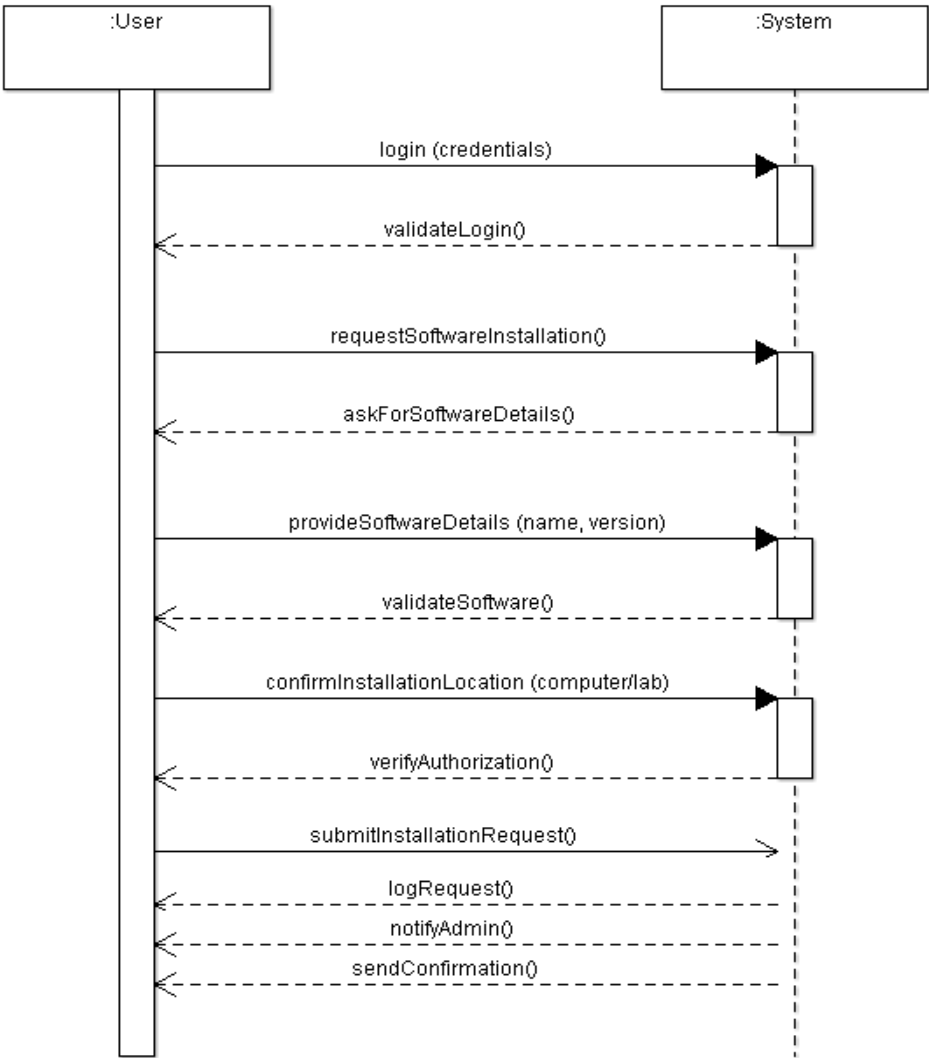 :User
:System
login (credentials)
validateLogin()
requestSoftwareInstallation()
askForSoftwareDetails()
provideSoftwareDetails (name, version)
validateSoftware()
confirmInstallationLocation (computer/lab)
verifyAuthorization()
submitInstallationRequest()
logRequest()
notifyAdmin()
sendConfirmation()